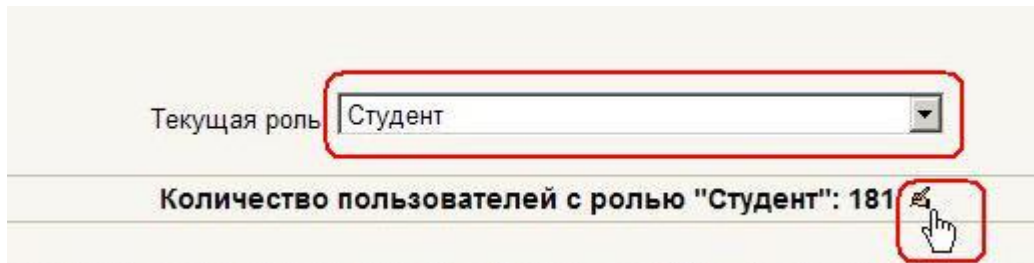 Текущая роль Студент
Количество пользователей с ролью "Студент": 181